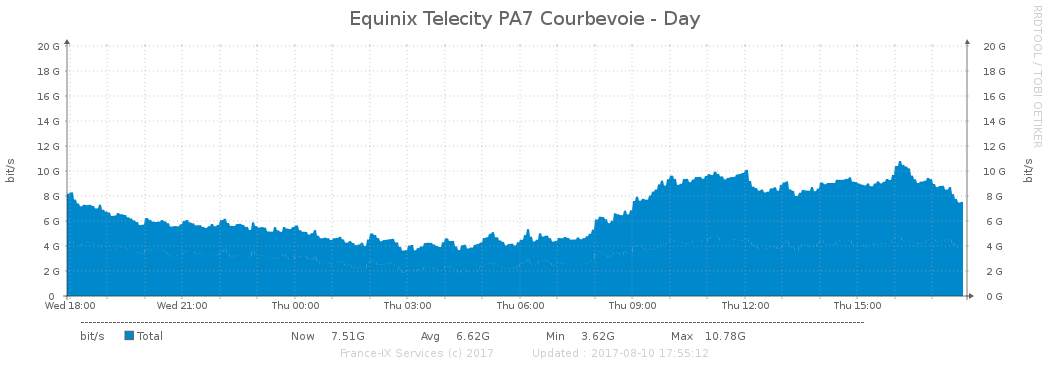 Equinix Telecity PA7 Courbevoie - Day
RRDTOOL / TOBI OETIKER
bit/s
20 G
18 G
16 G
14 G
12 G
10 G
8 G
6 G
4 G
2 G
0
20 G
18 G
16 G
14 G
12 G
10 G
8 G
6 G
4 G
2 G
0 G
bit/s
Wed 18:00 Wed 21:00 Thu 00:00 Thu 03:00 Thu 06:00 Thu 09:00 Thu 12:00 Thu 15:00
bit/s Total Now 7.51G Avg 6.62G Min 3.62G Max 10.78G
France-IX Services (c) 2017 Updated : 2017-08-10 17:55:12